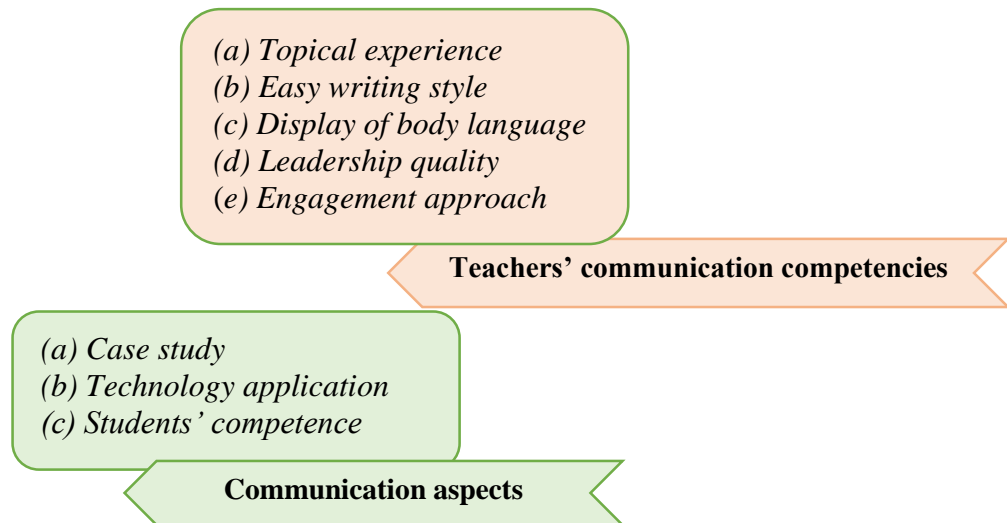 (a) Topical experience
(b) Easy writing style
(c) Display of body language
(d) Leadership quality
(e) Engagement approach
Teachers’ communication competencies
(a) Case study
(b) Technology application
(c) Students’ competence
Communication aspects